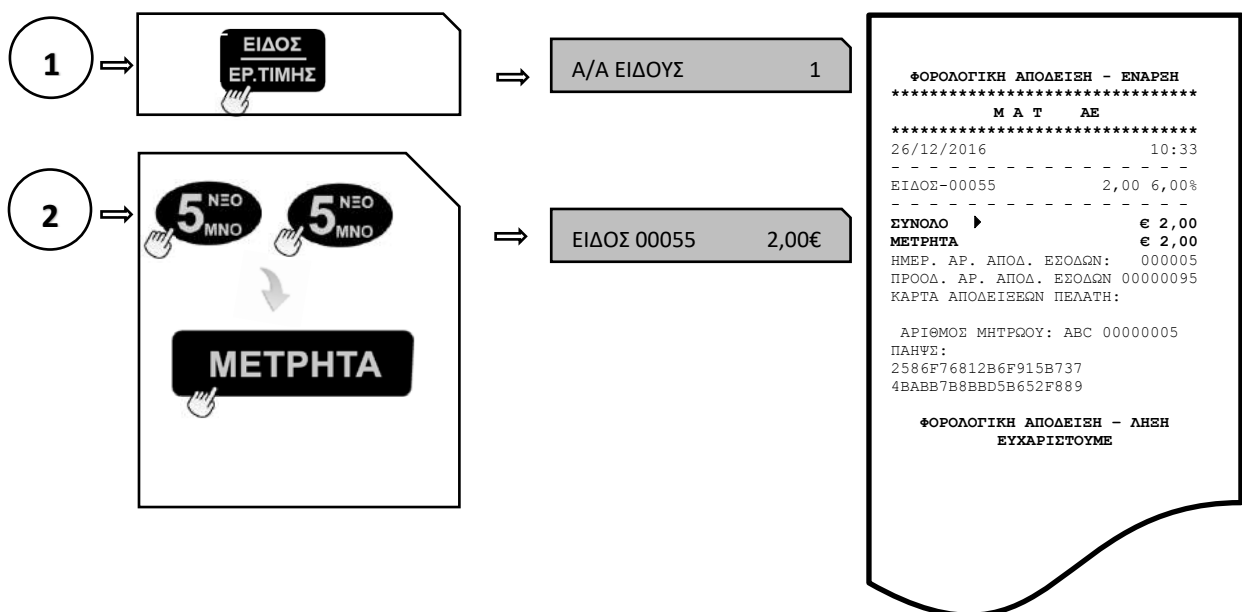 1
ΕΙΔΟΣ
ΕΡ.ΤΙΜΗΣ
Α/Α ΕΙΔΟΥΣ 1
2
5 ΝΞΟ MNO
5 ΝΞΟ MNO
ΜΕΤΡΗΤΑ
ΕΙΔΟΣ 00055 2,00€
ΦΟΡΟΛΟΓΙΚΗ ΑΠΟΔΕΙΞΗ - ΕΝΑΡΞΗ
********************************
Μ Α Τ ΑΕ
********************************
26/12/2016 10:33
- - - - - - - - - - - - - - - -
ΕΙΔΟΣ-00055 2,00 6,00%
- - - - - - - - - - - - - - - -
ΣΥΝΟΛΟ € 2,00
ΜΕΤΡΗΤΑ € 2,00
ΗΜΕΡ. ΑΡ. ΑΠΟΔ. ΕΣΟΔΩΝ: 000005
ΠΡΟΟΔ. ΑΡ. ΑΠΟΔ. ΕΣΟΔΩΝ 00000095
ΚΑΡΤΑ ΑΠΟΔΕΙΞΕΩΝ ΠΕΛΑΤΗ:
ΑΡΙΘΜΟΣ ΜΗΤΡΩΟΥ: ABC 00000005
ΠΑΗΨΣ:
2586F76812B6F915B737
4BABB7B8BBD5B652F889
ΦΟΡΟΛΟΓΙΚΗ ΑΠΟΔΕΙΞΗ – ΛΗΞΗ
ΕΥΧΑΡΙΣΤΟΥΜΕ